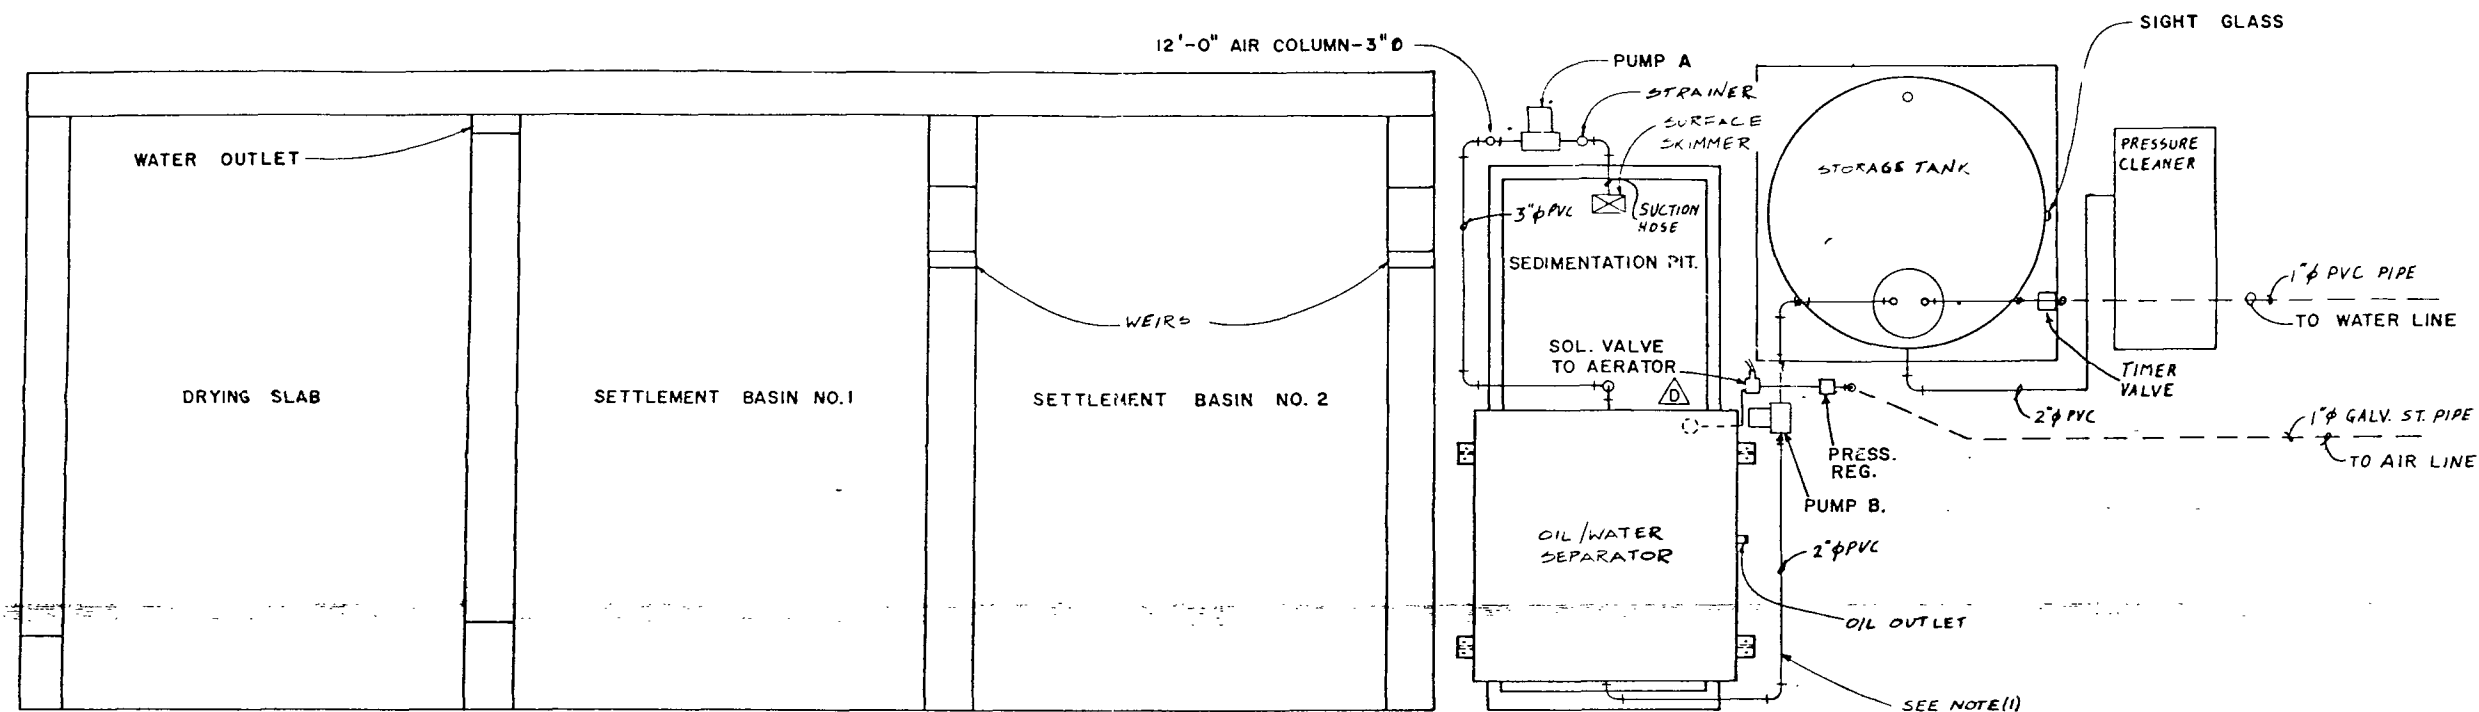 SIGHT GLASS
12'-0" AIR COLUMN-3"Ø
PUMP A
STRAINER
SURFACE
SKIMMER
WATER OUTLET
STORAGE TANK
PRESSURE
CLEANER
3"φ PVC
SUCTION
HOSE
SEDIMENTATION PIT.
1"φ PVC PIPE
TO WATER LINE
WEIRS
SOL. VALVE
TO AERATOR
D
TIMER
VALVE
DRYING SLAB
SETTLEMENT BASIN NO. 1
SETTLEMENT BASIN NO. 2
2"φ PVC
1"φ GALV. ST. PIPE
TO AIR LINE
PRESS.
REG.
PUMP B.
OIL/WATER
SEPARATOR
2"φ PVC
OIL OUTLET
SEE NOTE(1)